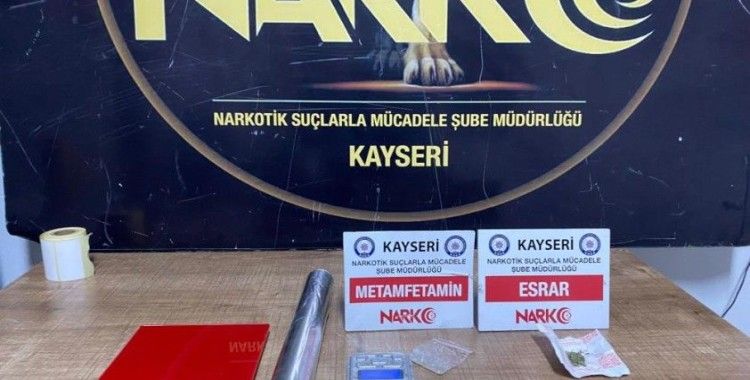 NARKO
NARKOTİK SUÇLARLA MÜCADELE ŞUBE MÜDÜRLÜĞÜ
KAYSERİ
KAYSERİ
NARKOTİK SUÇLARLA MÜCADELE
ŞUBE MÜDÜRLÜĞÜ
METAMFETAMİN
NARKO
KAYSERİ
NARKOTİK SUÇLARLA MÜCADELE
ŞUBE MÜDÜRLÜĞÜ
ESRAR
NARKO